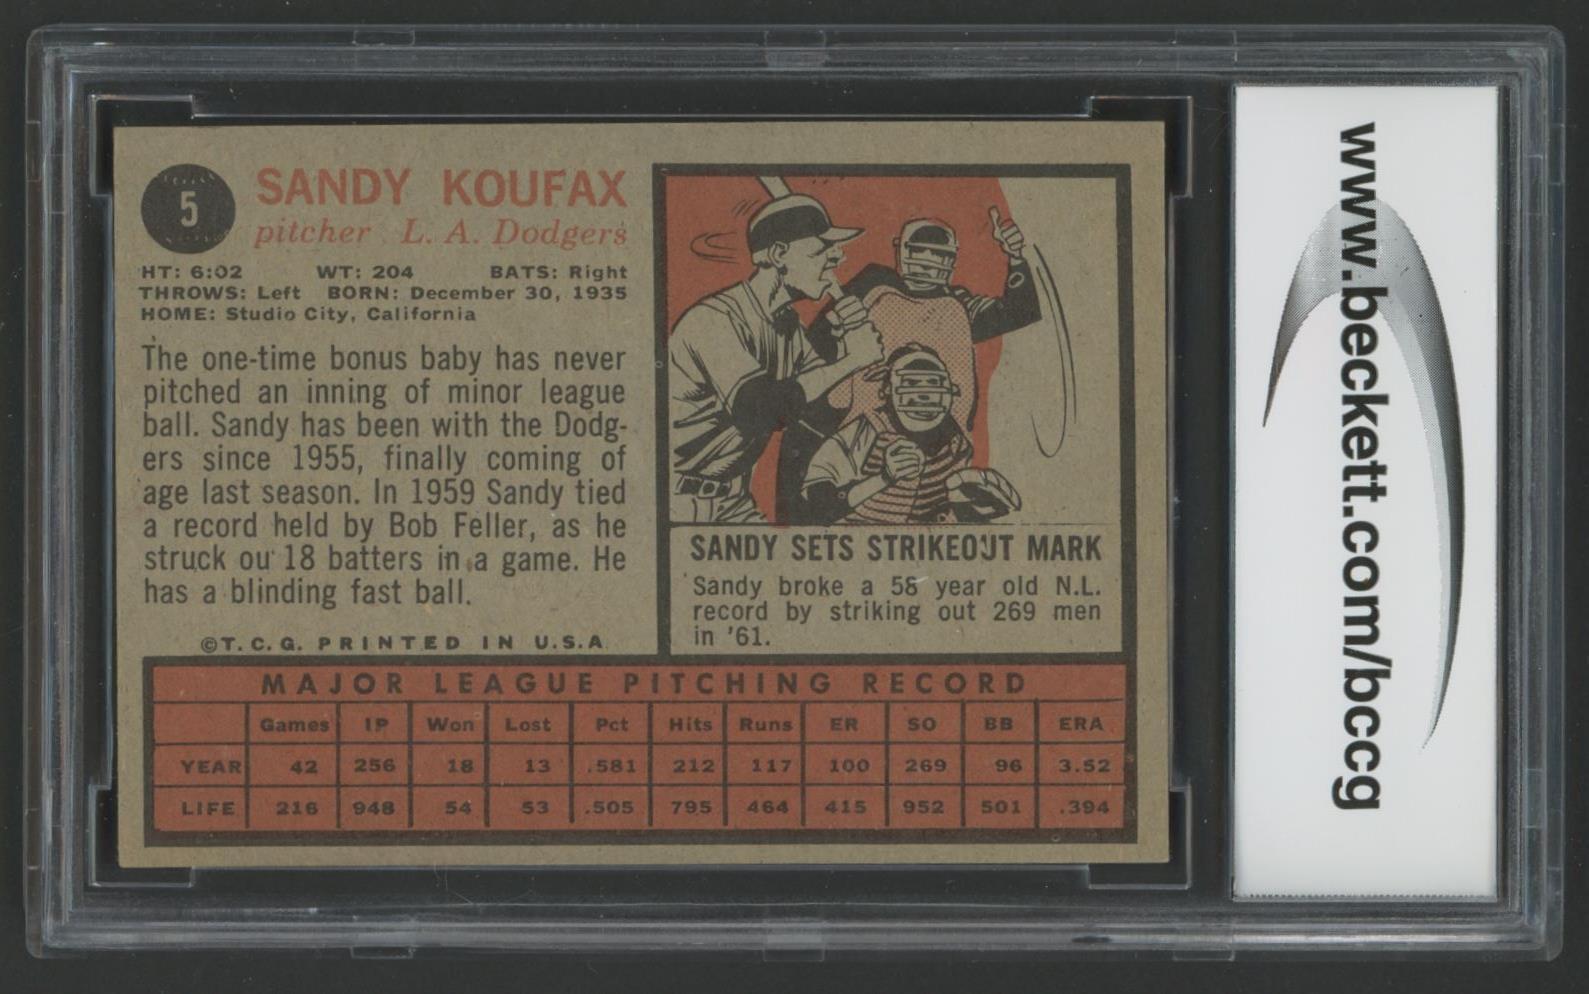 5
SANDY KOUFAX
pitcher L. A. Dodgers
HT: 6:02 WT: 204 BATS: Right
THROWS: Left BORN: December 30, 1935
HOME: Studio City, California
The one-time bonus baby has never
pitched an inning of minor league
ball. Sandy has been with the Dodg-
ers since 1955, finally coming of
age last season. In 1959 Sandy tied
a record held by Bob Feller, as he
struck ou 18 batters in a game. He
has a blinding fast ball.
©T.C.G. PRINTED IN U.S.A.
SANDY SETS STRIKEOUT MARK
Sandy broke a 58 year old N.L.
record by striking out 269 men
in '61.
MAJOR LEAGUE PITCHING RECORD
Games IP Won Lost Pct Hits Runs ER SO BB ERA
YEAR 42 256 18 13 .581 212 117 100 269 96 3.52
LIFE 216 948 54 53 .505 795 464 415 952 501 .394
www.beckett.com/bccg